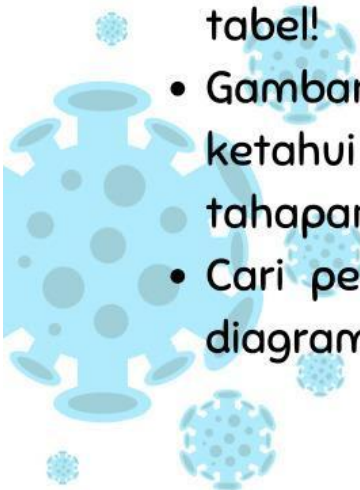 tabel!
• Gambar
ketahui
tahapan
• Cari pe
diagram